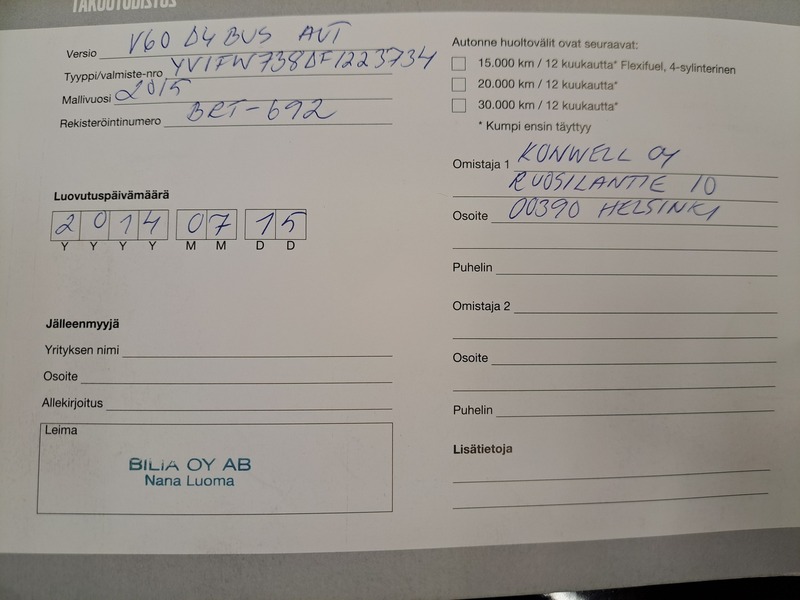 TAKUUTODISTUS
Versio V60 D4 BUS AUT
Tyyppi/valmiste-nro YV1FW738DF1223734
Mallivuosi 2015
Rekisteröintinumero BRT-692
Luovutuspäivämäärä
2 0 1 4 0 7 1 5
Y Y Y Y M M D D
Jälleenmyyjä
Yrityksen nimi
Osoite
Allekirjoitus
Leima
BILIA OY AB
Nana Luoma
Autonne huoltovälit ovat seuraavat:
15.000 km / 12 kuukautta* Flexifuel, 4-sylinterinen
20.000 km / 12 kuukautta*
30.000 km / 12 kuukautta*
* Kumpi ensin täyttyy
Omistaja 1 KONWELL OY
RUOSILANTIE 10
Osoite 00390 HELSINKI
Puhelin
Omistaja 2
Osoite
Puhelin
Lisätietoja